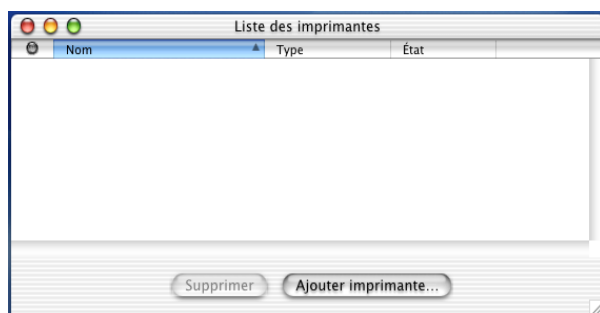 Liste des imprimantes
Nom Type État
Supprimer Ajouter imprimante...